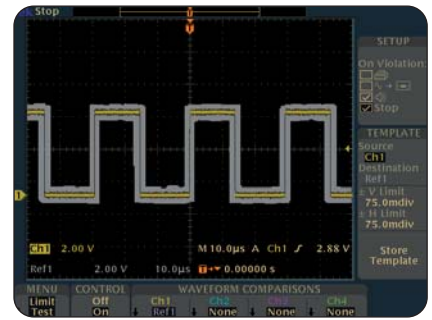 Stop
SETUP
On Violation:
Stop
TEMPLATE
Source
Ch1
Destination
Ref1
± V Limit
75.0mdiv
± H Limit
75.0mdiv
Store
Template
1
Ch1 2.00 V M 10.0µs A Ch1 2.88 V
Ref1 2.00 V 10.0µs 0.00000 s
MENU CONTROL WAVEFORM COMPARISONS
Limit Off Ch1 Ch2 Ch3 Ch4
Test On Ref1 None None None